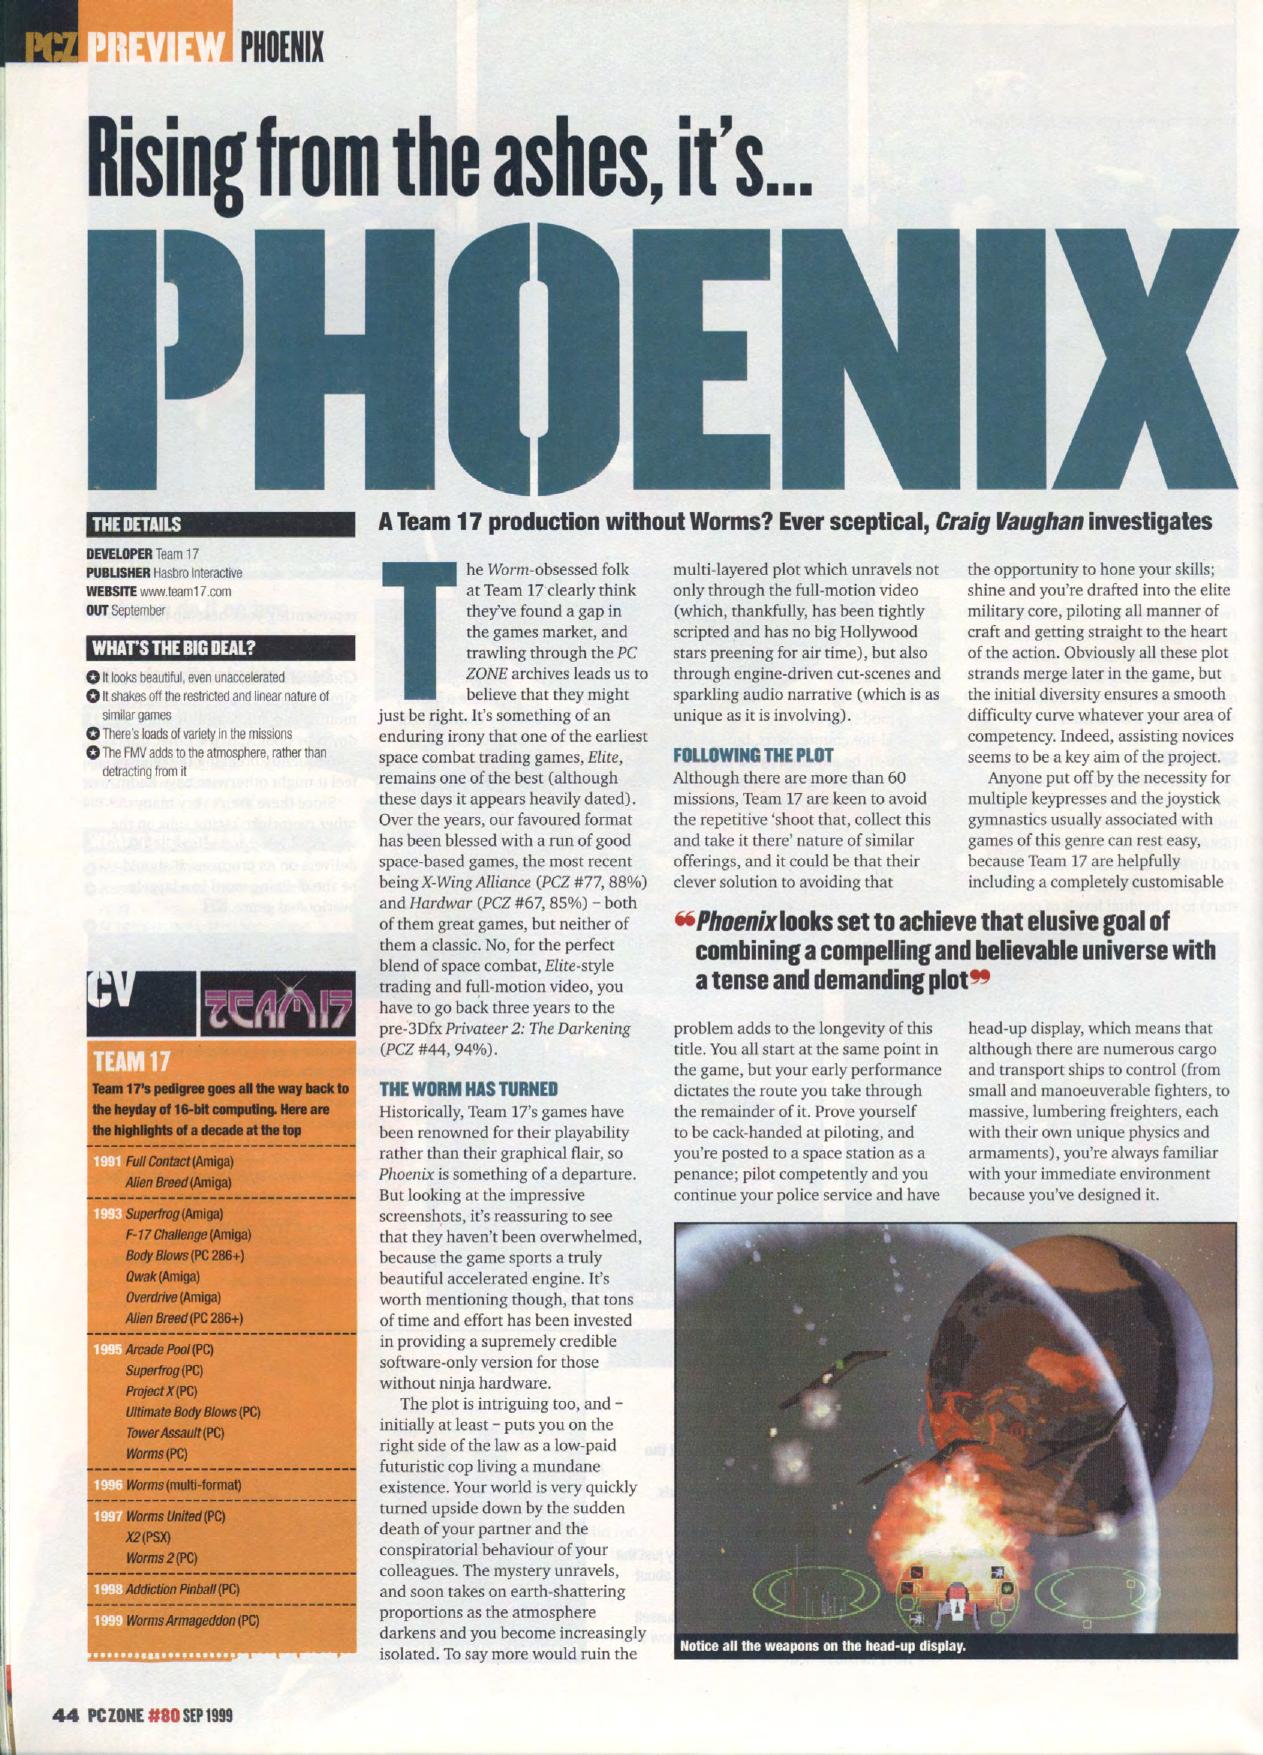 PCZ PREVIEW PHOENIX
Rising from the ashes, it's...
PHOENIX
A Team 17 production without Worms? Ever sceptical, Craig Vaughan investigates
THE DETAILS
DEVELOPER Team 17
PUBLISHER Hasbro Interactive
WEBSITE www.team17.com
OUT September
WHAT'S THE BIG DEAL?
It looks beautiful, even unaccelerated
It shakes off the restricted and linear nature of
similar games
There's loads of variety in the missions
The FMV adds to the atmosphere, rather than
detracting from it
CV
TEAM17
TEAM 17
Team 17's pedigree goes all the way back to
the heyday of 16-bit computing. Here are
the highlights of a decade at the top
1991 Full Contact (Amiga)
Alien Breed (Amiga)
1993 Superfrog (Amiga)
F-17 Challenge (Amiga)
Body Blows (PC 286+)
Qwak (Amiga)
Overdrive (Amiga)
Alien Breed (PC 286+)
1995 Arcade Pool (PC)
Superfrog (PC)
Project X (PC)
Ultimate Body Blows (PC)
Tower Assault (PC)
Worms (PC)
1996 Worms (multi-format)
1997 Worms United (PC)
X2 (PSX)
Worms 2 (PC)
1998 Addiction Pinball (PC)
1999 Worms Armageddon (PC)
The Worm-obsessed folk
at Team 17 clearly think
they've found a gap in
the games market, and
trawling through the PC
ZONE archives leads us to
believe that they might
just be right. It's something of an
enduring irony that one of the earliest
space combat trading games, Elite,
remains one of the best (although
these days it appears heavily dated).
Over the years, our favoured format
has been blessed with a run of good
space-based games, the most recent
being X-Wing Alliance (PCZ #77, 88%)
and Hardwar (PCZ #67, 85%) – both
of them great games, but neither of
them a classic. No, for the perfect
blend of space combat, Elite-style
trading and full-motion video, you
have to go back three years to the
pre-3Dfx Privateer 2: The Darkening
(PCZ #44, 94%).
THE WORM HAS TURNED
Historically, Team 17's games have
been renowned for their playability
rather than their graphical flair, so
Phoenix is something of a departure.
But looking at the impressive
screenshots, it's reassuring to see
that they haven't been overwhelmed,
because the game sports a truly
beautiful accelerated engine. It's
worth mentioning though, that tons
of time and effort has been invested
in providing a supremely credible
software-only version for those
without ninja hardware.
The plot is intriguing too, and –
initially at least – puts you on the
right side of the law as a low-paid
futuristic cop living a mundane
existence. Your world is very quickly
turned upside down by the sudden
death of your partner and the
conspiratorial behaviour of your
colleagues. The mystery unravels,
and soon takes on earth-shattering
proportions as the atmosphere
darkens and you become increasingly
isolated. To say more would ruin the
multi-layered plot which unravels not
only through the full-motion video
(which, thankfully, has been tightly
scripted and has no big Hollywood
stars preening for air time), but also
through engine-driven cut-scenes and
sparkling audio narrative (which is as
unique as it is involving).
FOLLOWING THE PLOT
Although there are more than 60
missions, Team 17 are keen to avoid
the repetitive 'shoot that, collect this
and take it there' nature of similar
offerings, and it could be that their
clever solution to avoiding that
problem adds to the longevity of this
title. You all start at the same point in
the game, but your early performance
dictates the route you take through
the remainder of it. Prove yourself
to be cack-handed at piloting, and
you're posted to a space station as a
penance; pilot competently and you
continue your police service and have
the opportunity to hone your skills;
shine and you're drafted into the elite
military core, piloting all manner of
craft and getting straight to the heart
of the action. Obviously all these plot
strands merge later in the game, but
the initial diversity ensures a smooth
difficulty curve whatever your area of
competency. Indeed, assisting novices
seems to be a key aim of the project.
Anyone put off by the necessity for
multiple keypresses and the joystick
gymnastics usually associated with
games of this genre can rest easy,
because Team 17 are helpfully
including a completely customisable
head-up display, which means that
although there are numerous cargo
and transport ships to control (from
small and manoeuverable fighters, to
massive, lumbering freighters, each
with their own unique physics and
armaments), you're always familiar
with your immediate environment
because you've designed it.
“Phoenix looks set to achieve that elusive goal of
combining a compelling and believable universe with
a tense and demanding plot”
Notice all the weapons on the head-up display.
44 PC ZONE #80 SEP 1999